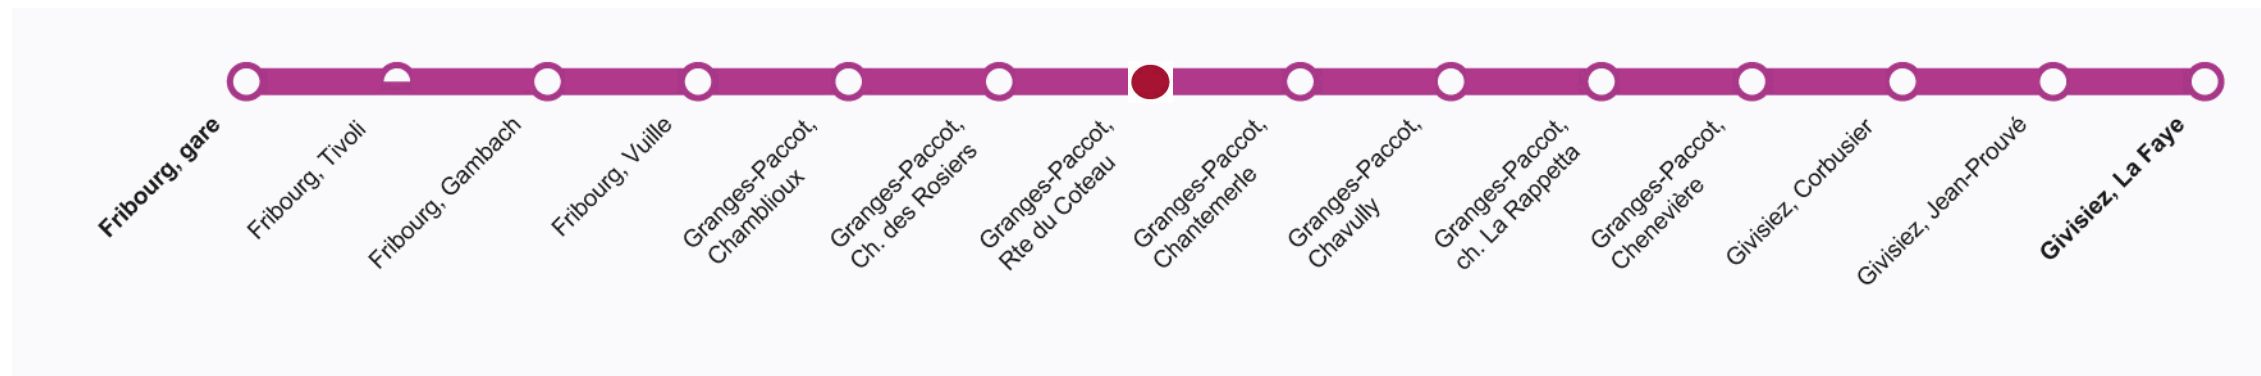 Fribourg, gare
Fribourg, Tivoli
Fribourg, Gambach
Fribourg, Vuille
Granges-Paccot,
Chamblioux
Granges-Paccot,
Ch. des Rosiers
Granges-Paccot,
Rte du Coteau
Granges-Paccot,
Chantemerle
Granges-Paccot,
Chavully
Granges-Paccot,
ch. La Rappetta
Granges-Paccot,
Chenevière
Givisiez, Corbusier
Givisiez, Jean-Prouvé
Givisiez, La Faye